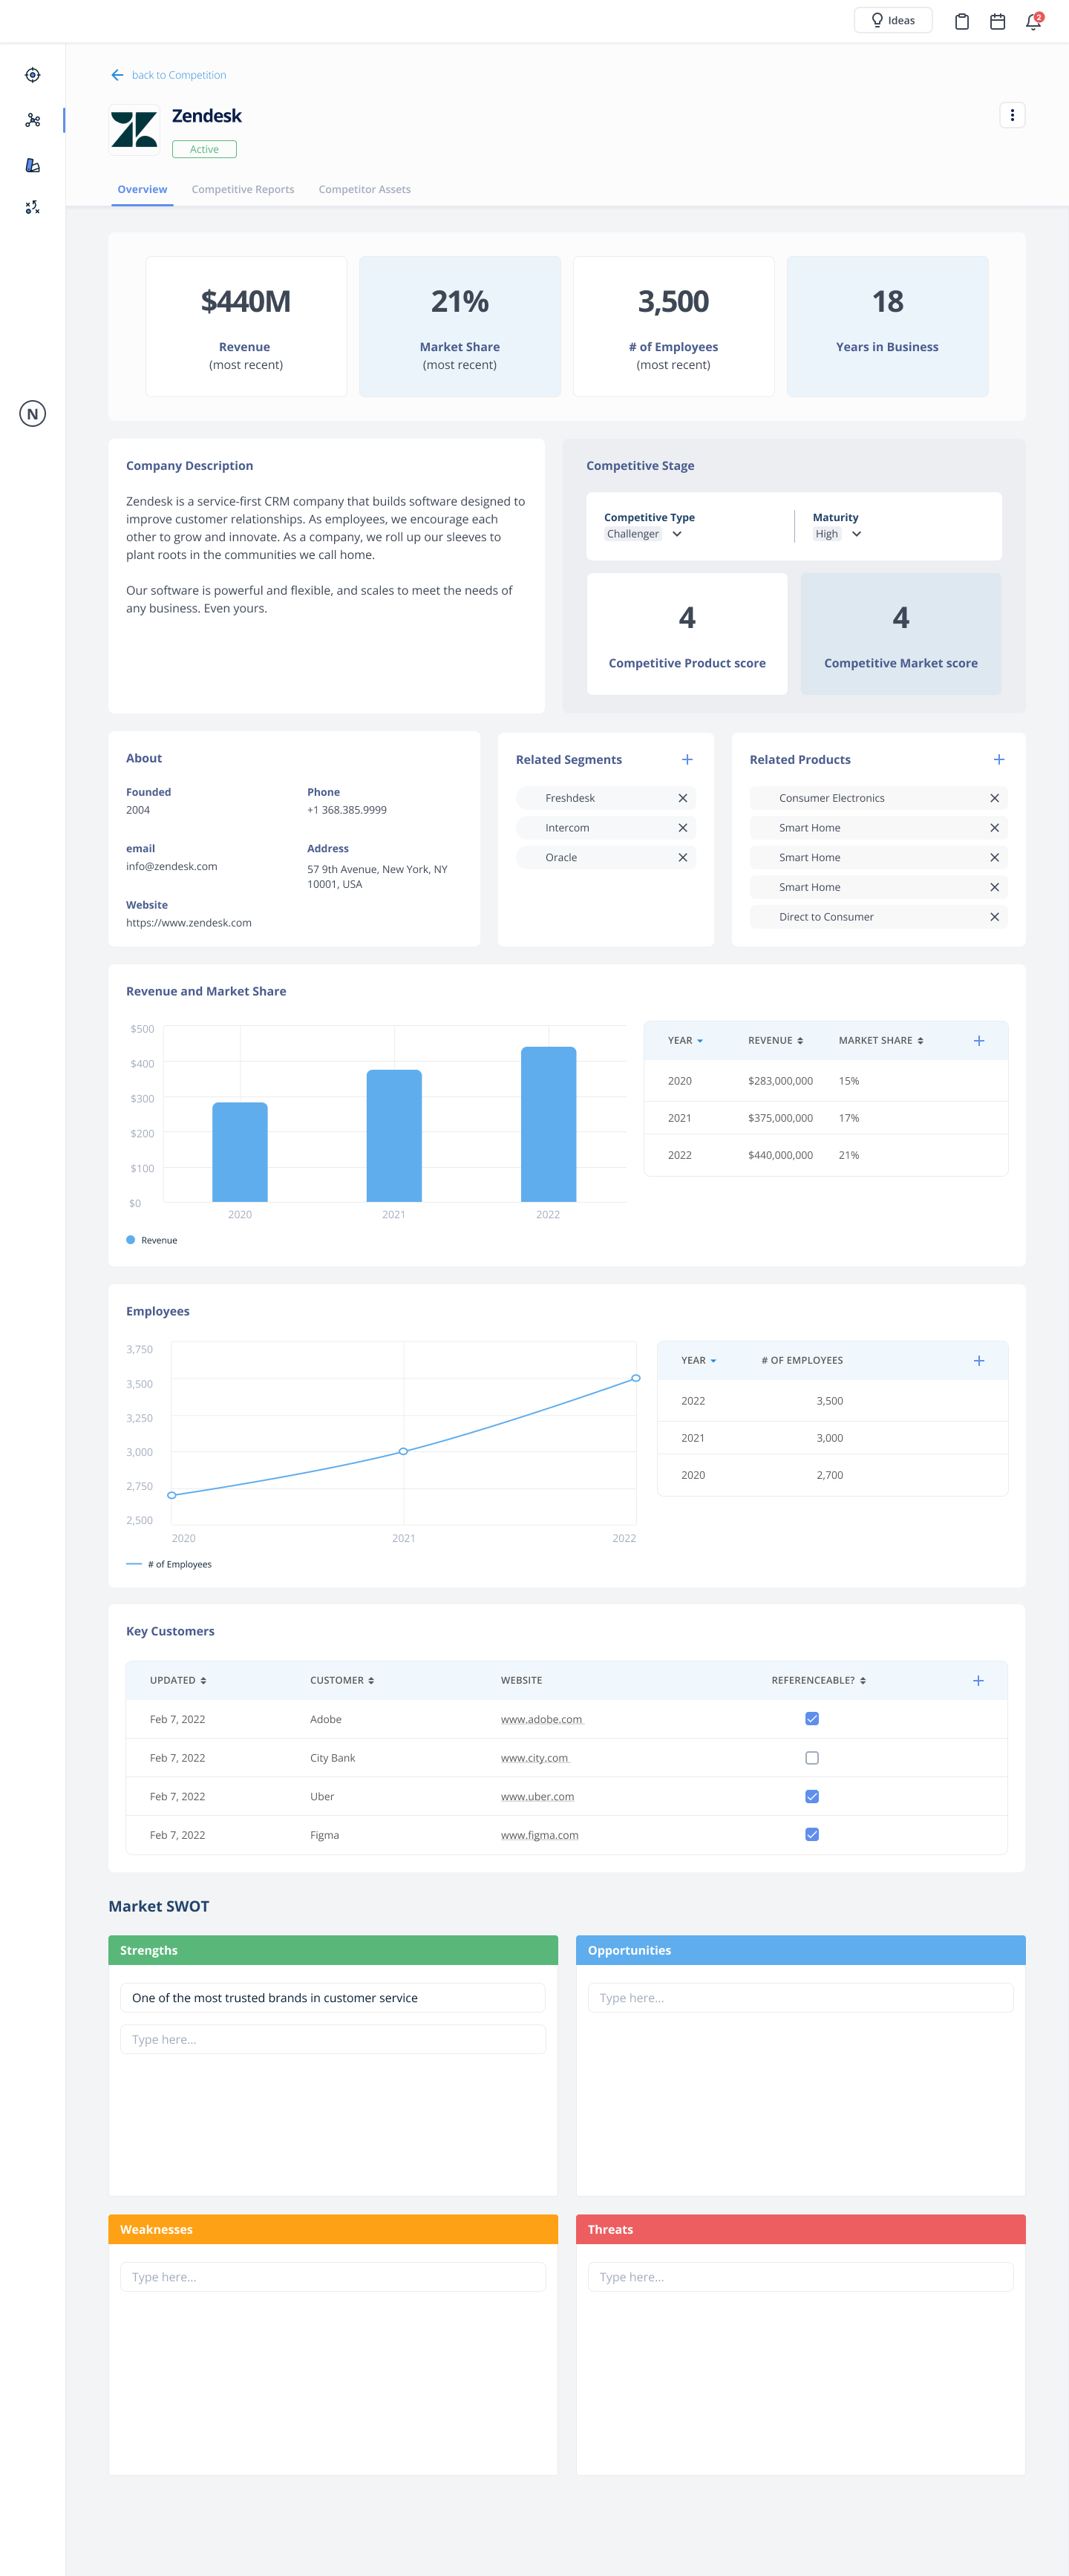 Ideas
2
back to Competition
Zendesk
Active
Overview
Competitive Reports
Competitor Assets
N
$440M
Revenue
(most recent)
21%
Market Share
(most recent)
3,500
# of Employees
(most recent)
18
Years in Business
Company Description
Zendesk is a service-first CRM company that builds software designed to
improve customer relationships. As employees, we encourage each
other to grow and innovate. As a company, we roll up our sleeves to
plant roots in the communities we call home.
Our software is powerful and flexible, and scales to meet the needs of
any business. Even yours.
Competitive Stage
Competitive Type
Challenger
Maturity
High
4
Competitive Product score
4
Competitive Market score
About
Founded
2004
Phone
+1 368.385.9999
email
info@zendesk.com
Address
57 9th Avenue, New York, NY
10001, USA
Website
https://www.zendesk.com
Related Segments
Freshdesk
Intercom
Oracle
Related Products
Consumer Electronics
Smart Home
Smart Home
Smart Home
Direct to Consumer
Revenue and Market Share
$500
$400
$300
$200
$100
$0
2020
2021
2022
Revenue
YEAR REVENUE MARKET SHARE
2020 $283,000,000 15%
2021 $375,000,000 17%
2022 $440,000,000 21%
Employees
3,750
3,500
3,250
3,000
2,750
2,500
2020
2021
2022
# of Employees
YEAR # OF EMPLOYEES
2022 3,500
2021 3,000
2020 2,700
Key Customers
UPDATED CUSTOMER WEBSITE REFERENCEABLE?
Feb 7, 2022 Adobe www.adobe.com
Feb 7, 2022 City Bank www.city.com
Feb 7, 2022 Uber www.uber.com
Feb 7, 2022 Figma www.figma.com
Market SWOT
Strengths
One of the most trusted brands in customer service
Type here...
Opportunities
Type here...
Weaknesses
Type here...
Threats
Type here...